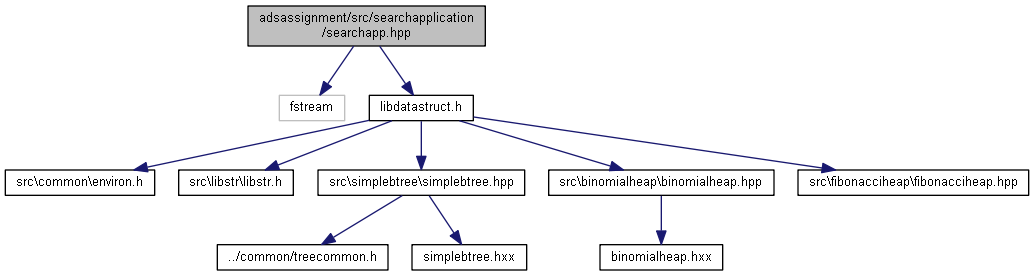 adsassignment/src/searchapplication
/searchapp.hpp
fstream
libdatastruct.h
src\common\environ.h
src\libstr\libstr.h
src\simplebtree\simplebtree.hpp
src\binomialheap\binomialheap.hpp
src\fibonacciheap\fibonacciheap.hpp
../common/treecommon.h
simplebtree.hxx
binomialheap.hxx